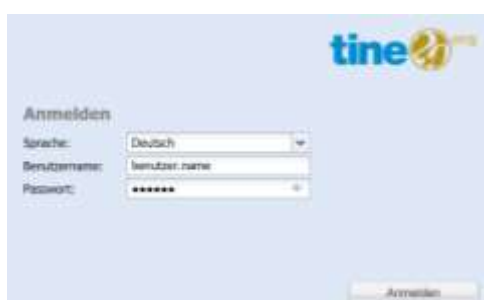 tine
Anmelden
Sprache: Deutsch
Benutzername: benutzer.name
Passwort: ••••••
Anmelden